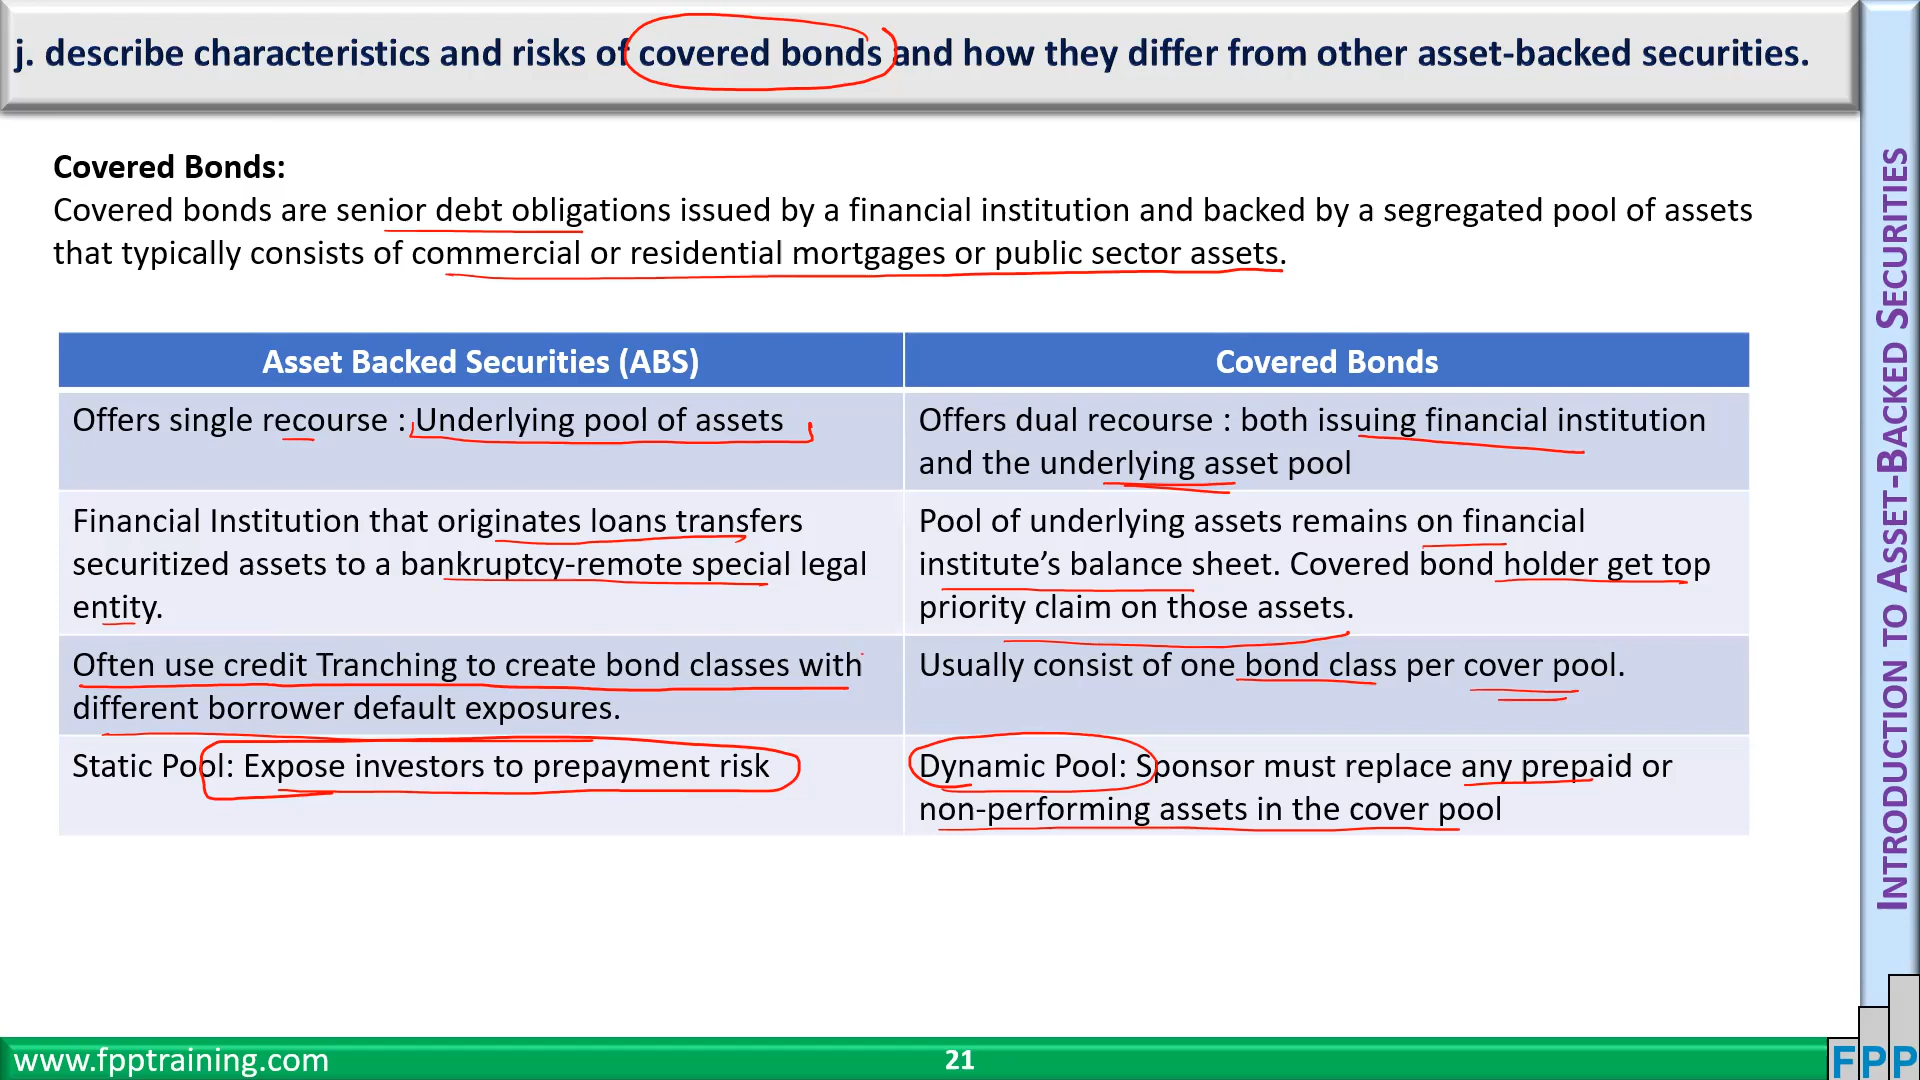 j. describe characteristics and risks of covered bonds and how they differ from other asset-backed securities.
Covered Bonds:
Covered bonds are senior debt obligations issued by a financial institution and backed by a segregated pool of assets
that typically consists of commercial or residential mortgages or public sector assets.
Asset Backed Securities (ABS)
Covered Bonds
Offers single recourse : Underlying pool of assets
Offers dual recourse : both issuing financial institution
and the underlying asset pool
Financial Institution that originates loans transfers
securitized assets to a bankruptcy-remote special legal
entity.
Pool of underlying assets remains on financial
institute’s balance sheet. Covered bond holder get top
priority claim on those assets.
Often use credit Tranching to create bond classes with
different borrower default exposures.
Usually consist of one bond class per cover pool.
Static Pool: Expose investors to prepayment risk
Dynamic Pool: Sponsor must replace any prepaid or
non-performing assets in the cover pool
INTRODUCTION TO ASSET-BACKED SECURITIES
www.fpptraining.com
21
FPP